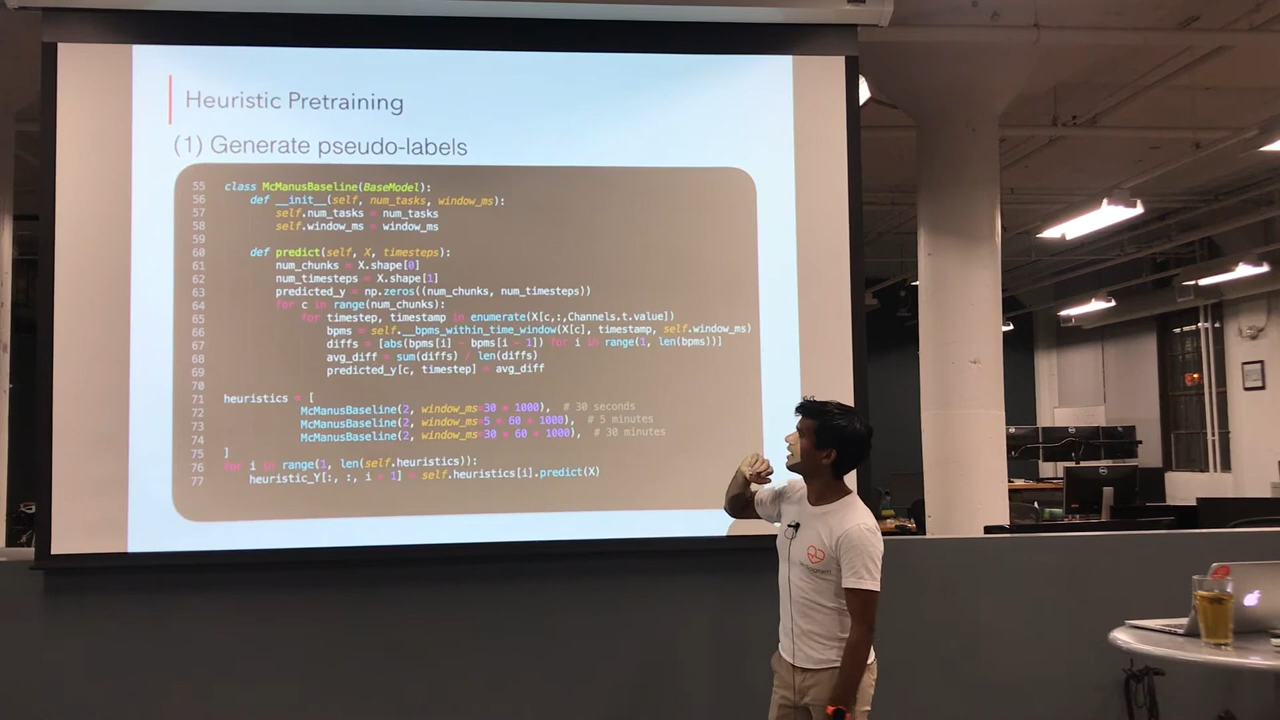 Heuristic Pretraining
(1) Generate pseudo-labels
55 class McManusBaseline(BaseModel):
56 def __init__(self, num_tasks, window_ms):
57 self.num_tasks = num_tasks
58 self.window_ms = window_ms
59
60 def predict(self, X, timesteps):
61 num_chunks = X.shape[0]
62 num_timesteps = X.shape[1]
63 predicted_y = np.zeros((num_chunks, num_timesteps))
64 for c in range(num_chunks):
65 for timestep, timestamp in enumerate(X[c,:,Channels.t.value])
66 bpms = self.__bpms_within_time_window(X[c], timestamp, self.window_ms)
67 diffs = [abs(bpms[i] - bpms[i - 1]) for i in range(1, len(bpms))]
68 avg_diff = sum(diffs) / len(diffs)
69 predicted_y[c, timestep] = avg_diff
70
71 heuristics = [
72 McManusBaseline(2, window_ms=30 * 1000), # 30 seconds
73 McManusBaseline(2, window_ms=5 * 60 * 1000), # 5 minutes
74 McManusBaseline(2, window_ms=30 * 60 * 1000), # 30 minutes
75 ]
76 for i in range(1, len(self.heuristics)):
77 heuristic_Y[:, :, i + 1] = self.heuristics[i].predict(X)